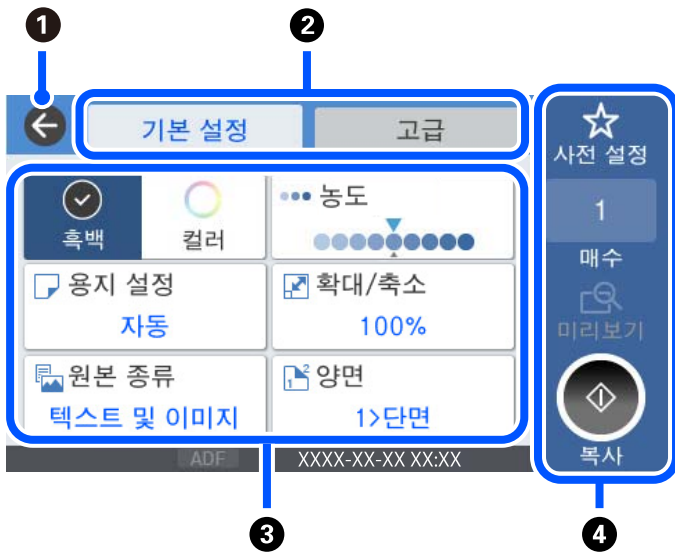 1
2
기본 설정
고급
사전 설정
흑백
컬러
농도
1
매수
용지 설정
자동
확대/축소
100%
미리보기
원본 종류
텍스트 및 이미지
1 2 양면
1>단면
복사
ADF
XXXX-XX-XX XX:XX
3
4